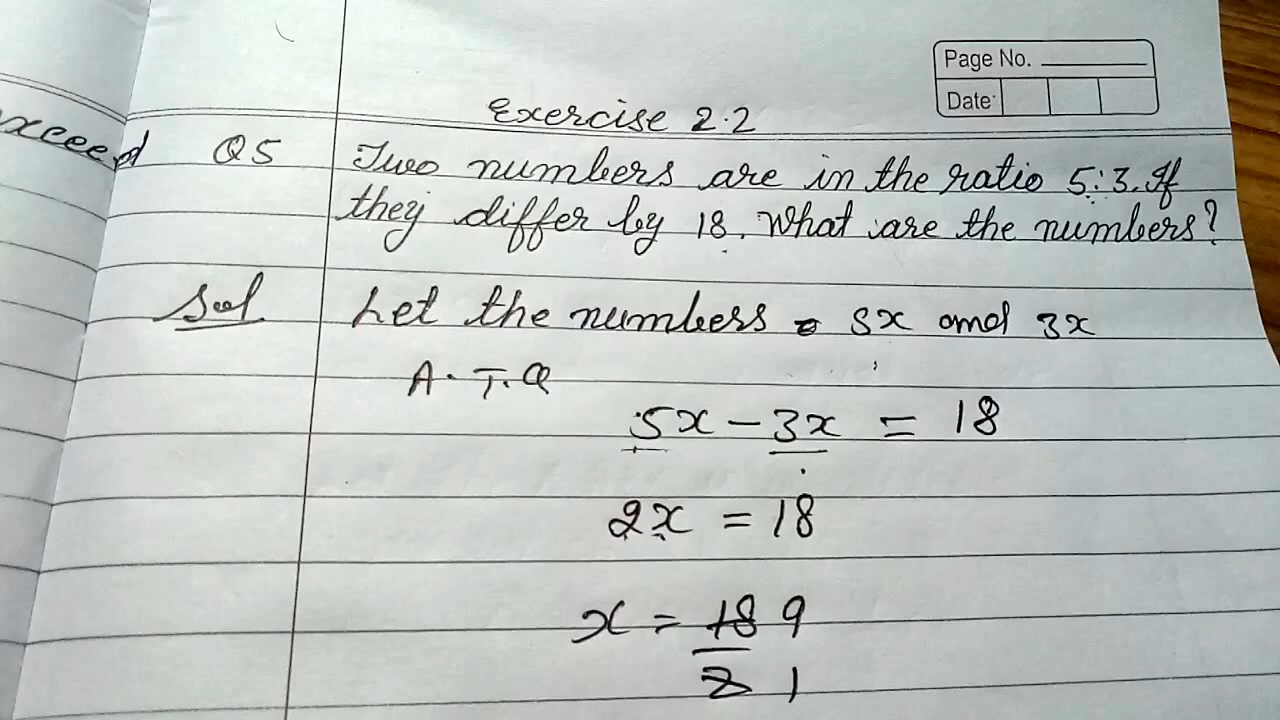 Page No.
Date
Exercise 2.2
xceed Q5 Two numbers are in the ratio 5:3. If
they differ by 18. What are the numbers?
Sol Let the numbers 5x and 3x
A.T.Q
5x - 3x = 18
2x = 18
x = 18 9
2 1